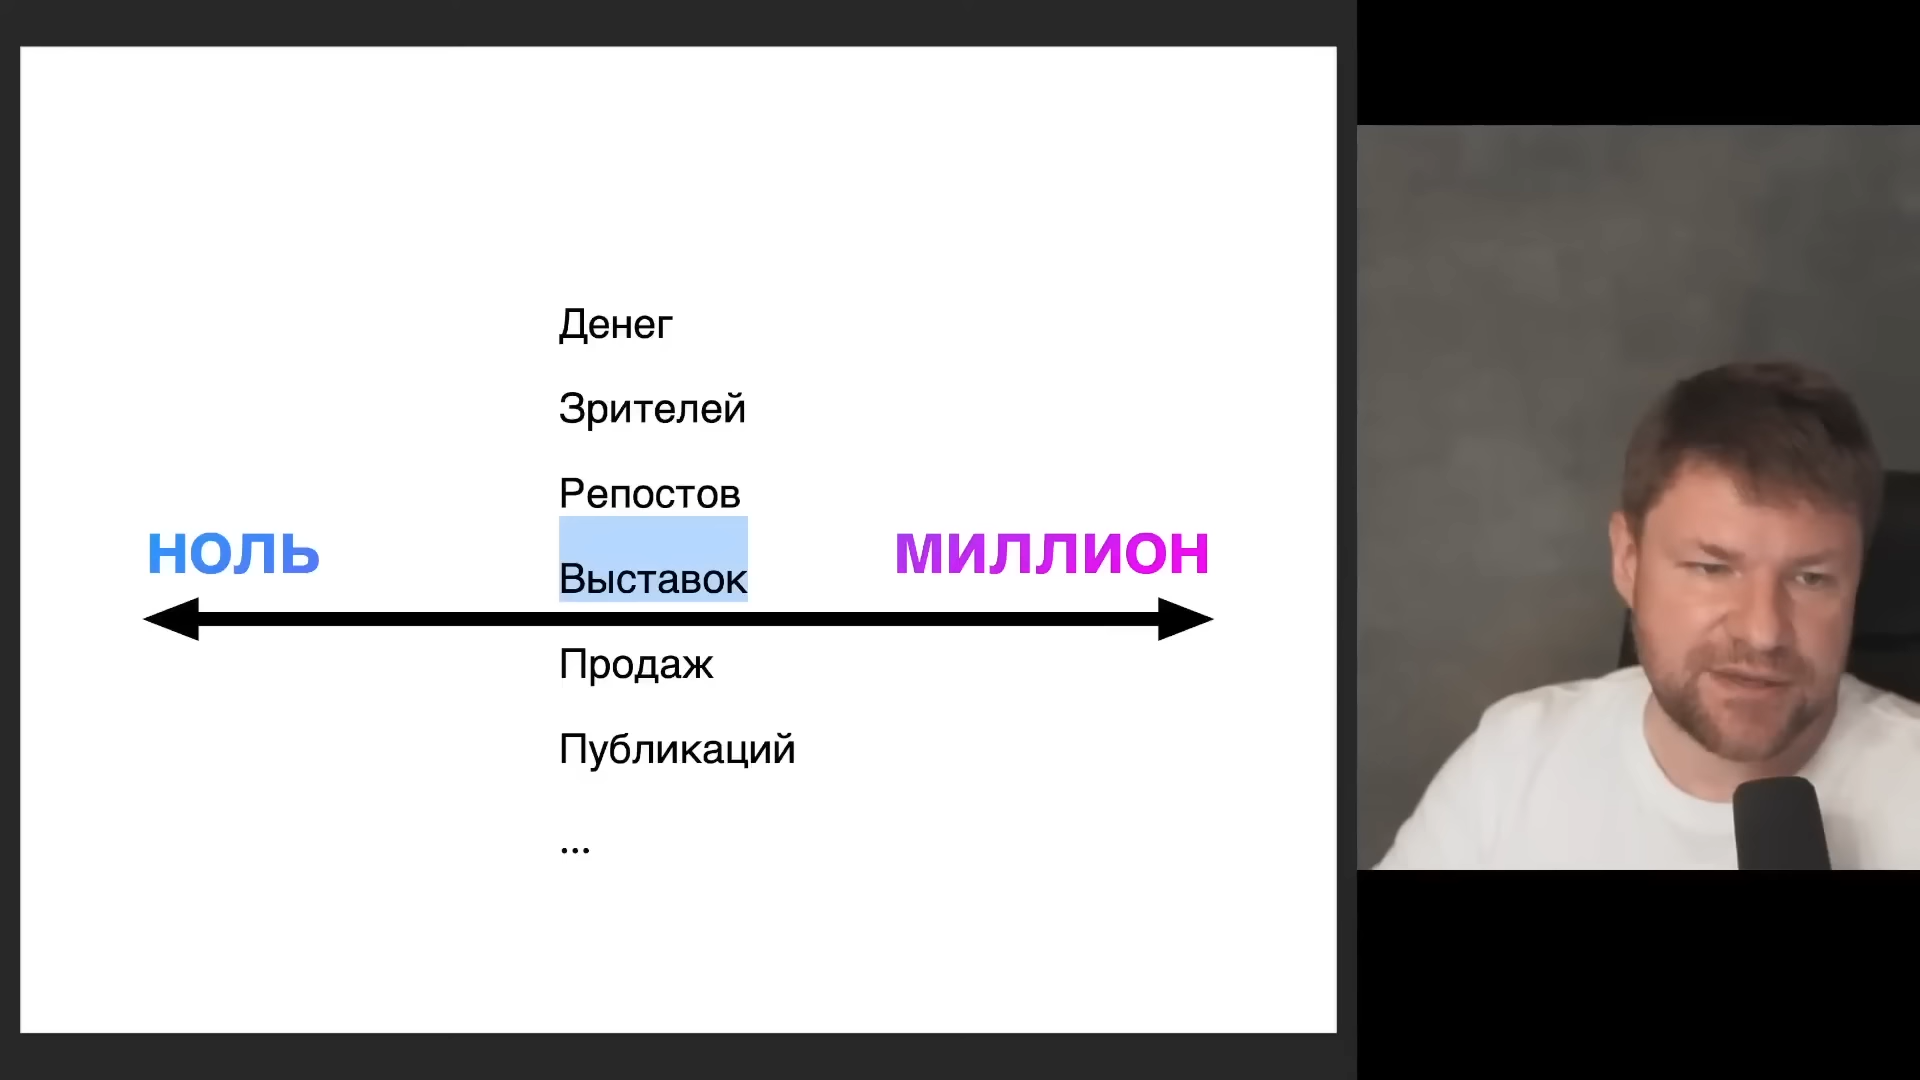 Денег
Зрителей
Репостов
НОЛЬ
Выставок
МИЛЛИОН
Продаж
Публикаций
...